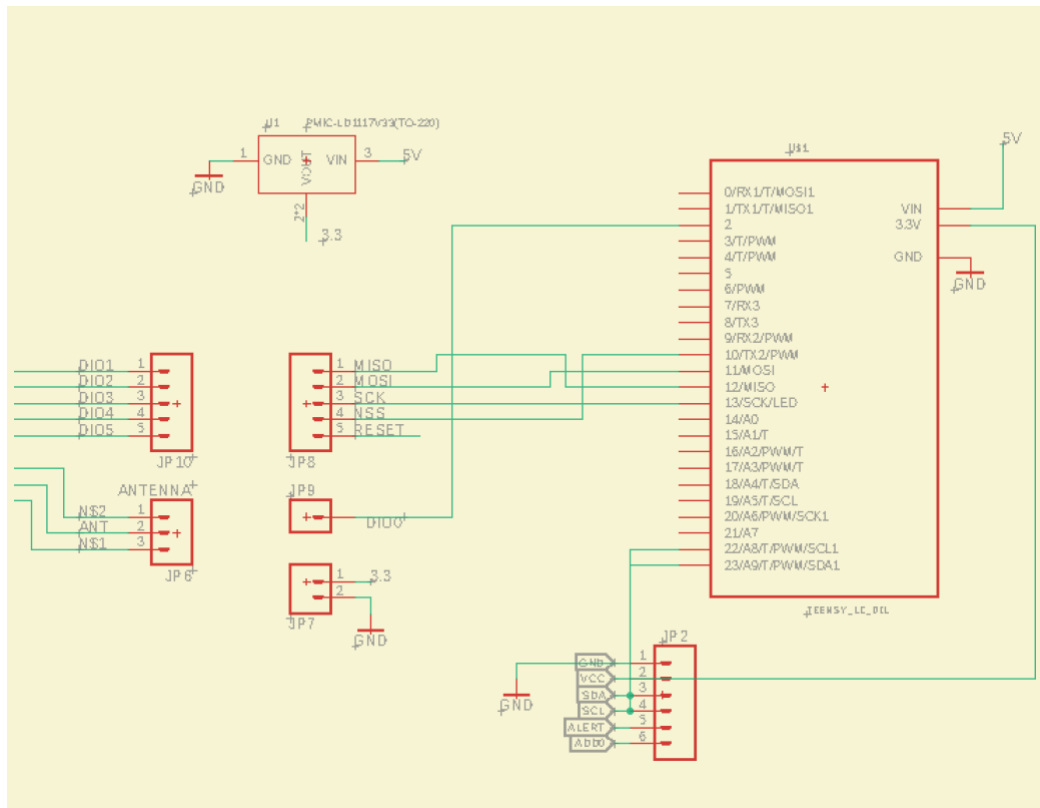 U1
PMIC-LD1117V33(TO-220)
1
GND
VOUT
VIN
3
5V
GND
2*2
3.3
U$1
5V
0/RX1/T/MOSI1
1/TX1/T/MISO1
2
3/T/PWM
4/T/PWM
5
6/PWM
7/RX3
8/TX3
9/RX2/PWM
10/TX2/PWM
11/MOSI
12/MISO
13/SCK/LED
14/A0
15/A1/T
16/A2/PWM/T
17/A3/PWM/T
18/A4/T/SDA
19/A5/T/SCL
20/A6/PWM/SCK1
21/A7
22/A8/T/PWM/SCL1
23/A9/T/PWM/SDA1
VIN
3.3V
GND
GND
TEENSY_LC_DIL
DIO1 1
DIO2 2
DIO3 3
DIO4 4
DIO5 5
JP10
1 MISO
2 MOSI
3 SCK
4 NSS
5 RESET
JP8
ANTENNA
N$2 1
ANT 2
N$1 3
JP6
JP9
DIO0
1 3.3
2
JP7
GND
JP2
GND 1
VCC 2
SDA 3
SCL 4
ALERT 5
ADD0 6
GND